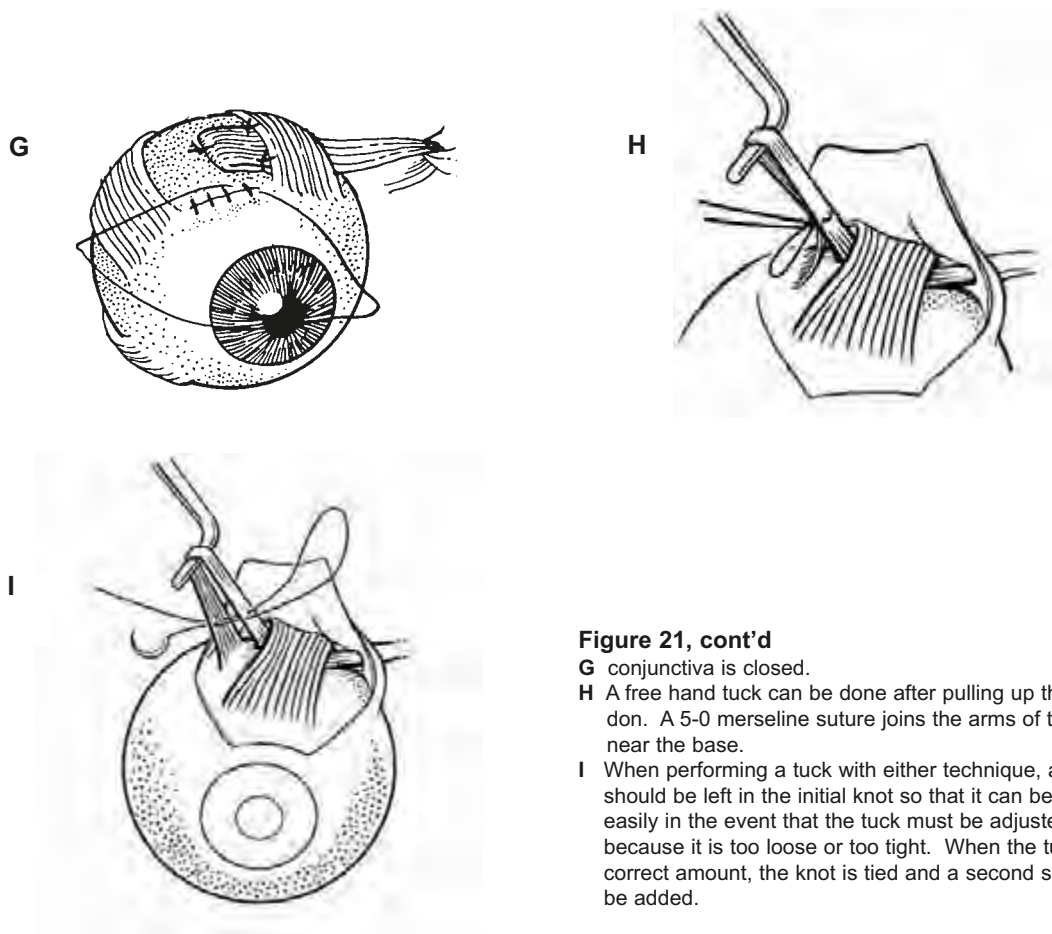 G
H
I
Figure 21, cont'd
G conjunctiva is closed.
H A free hand tuck can be done after pulling up
don. A 5-0 merseline suture joins the arms of
near the base.
I When performing a tuck with either technique,
should be left in the initial knot so that it can be
easily in the event that the tuck must be
because it is too loose or too tight. When the
correct amount, the knot is tied and a second
be added.